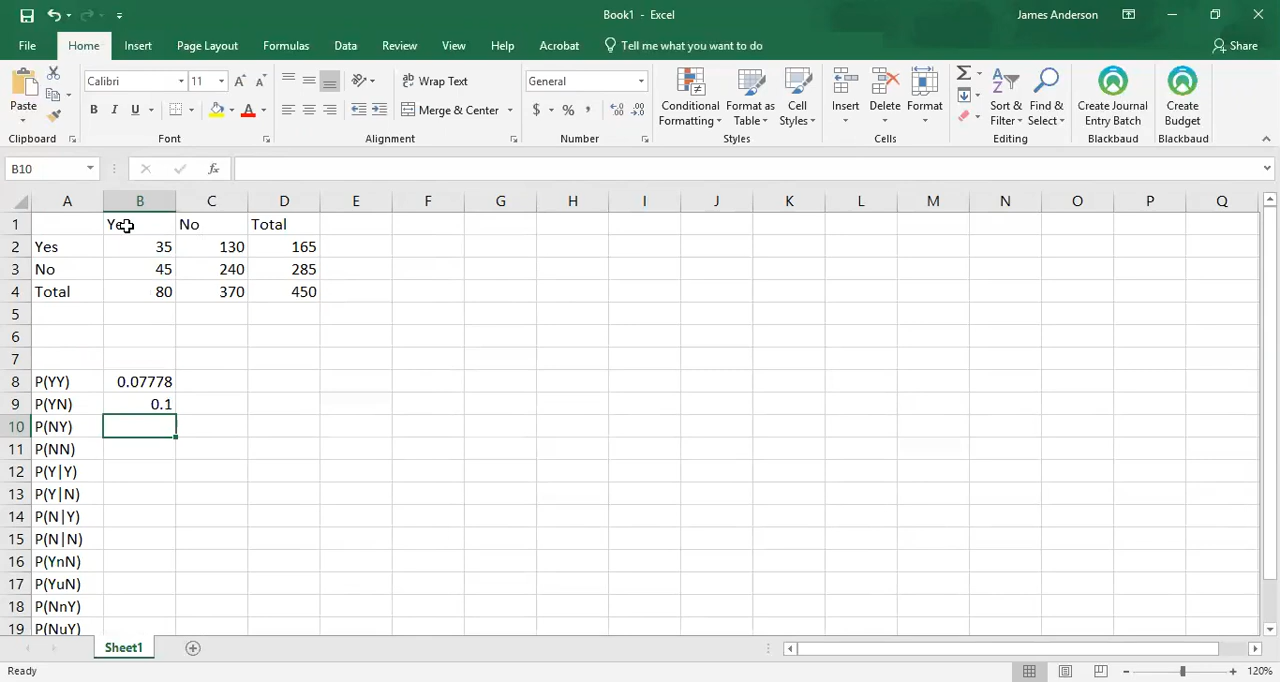 Book1 - Excel
James Anderson
File Home Insert Page Layout Formulas Data Review View Help Acrobat Tell me what you want to do Share
Calibri 11 Wrap Text General
Paste Merge & Center $ % , Conditional Formatting Format as Table Cell Styles Insert Delete Format Sort & Filter Find & Select Create Journal Entry Batch Create Budget
Clipboard Font Alignment Number Styles Cells Editing Blackbaud Blackbaud
B10 fx
A B C D E F G H I J K L M N O P Q
1 No Total
2 Yes 35 130 165
3 No 45 240 285
4 Total 80 370 450
5
6
7
8 P(YY) 0.07778
9 P(YN) 0.1
10 P(NY)
11 P(NN)
12 P(Y|Y)
13 P(Y|N)
14 P(N|Y)
15 P(N|N)
16 P(YnN)
17 P(YuN)
18 P(NnY)
19 P(NuY)
Sheet1
Ready 120%